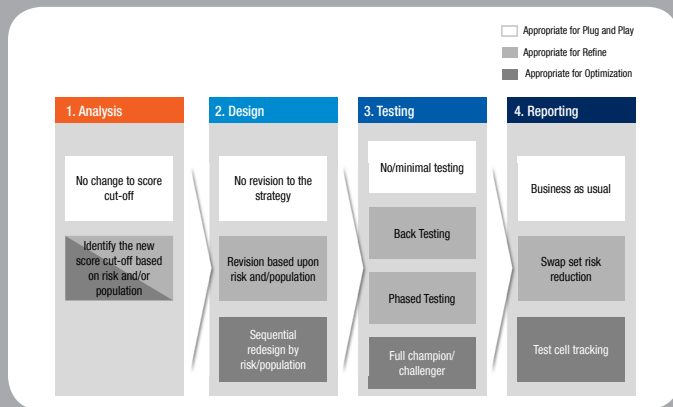 Appropriate for Plug and Play
Appropriate for Refine
Appropriate for Optimization
1. Analysis
No change to score
cut-off
Identify the new
score cut-off based
on risk and/or
population
2. Design
No revision to the
strategy
Revision based upon
risk and/population
Sequential
redesign by
risk/population
3. Testing
No/minimal testing
Back Testing
Phased Testing
Full champion/
challenger
4. Reporting
Business as usual
Swap set risk
reduction
Test cell tracking